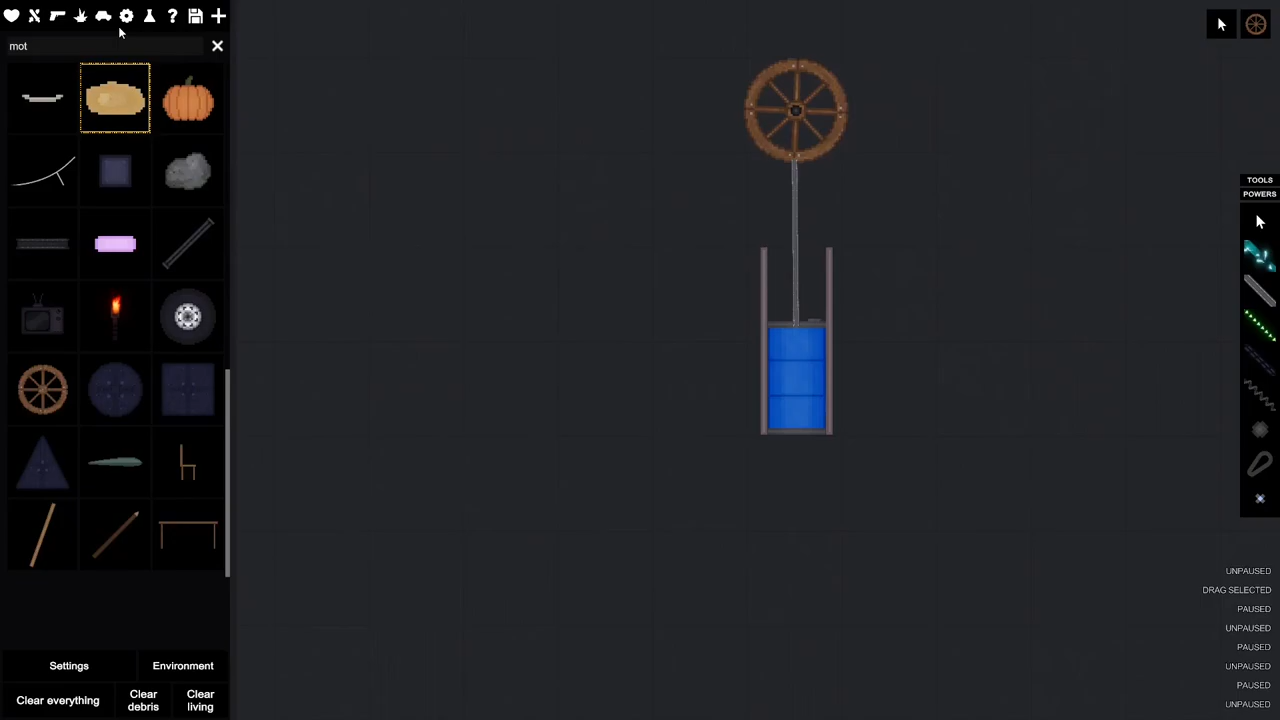 mot
TOOLS
POWERS
UNPAUSED
DRAG SELECTED
PAUSED
UNPAUSED
PAUSED
UNPAUSED
PAUSED
UNPAUSED
Settings
Environment
Clear everything
Clear
debris
Clear
living